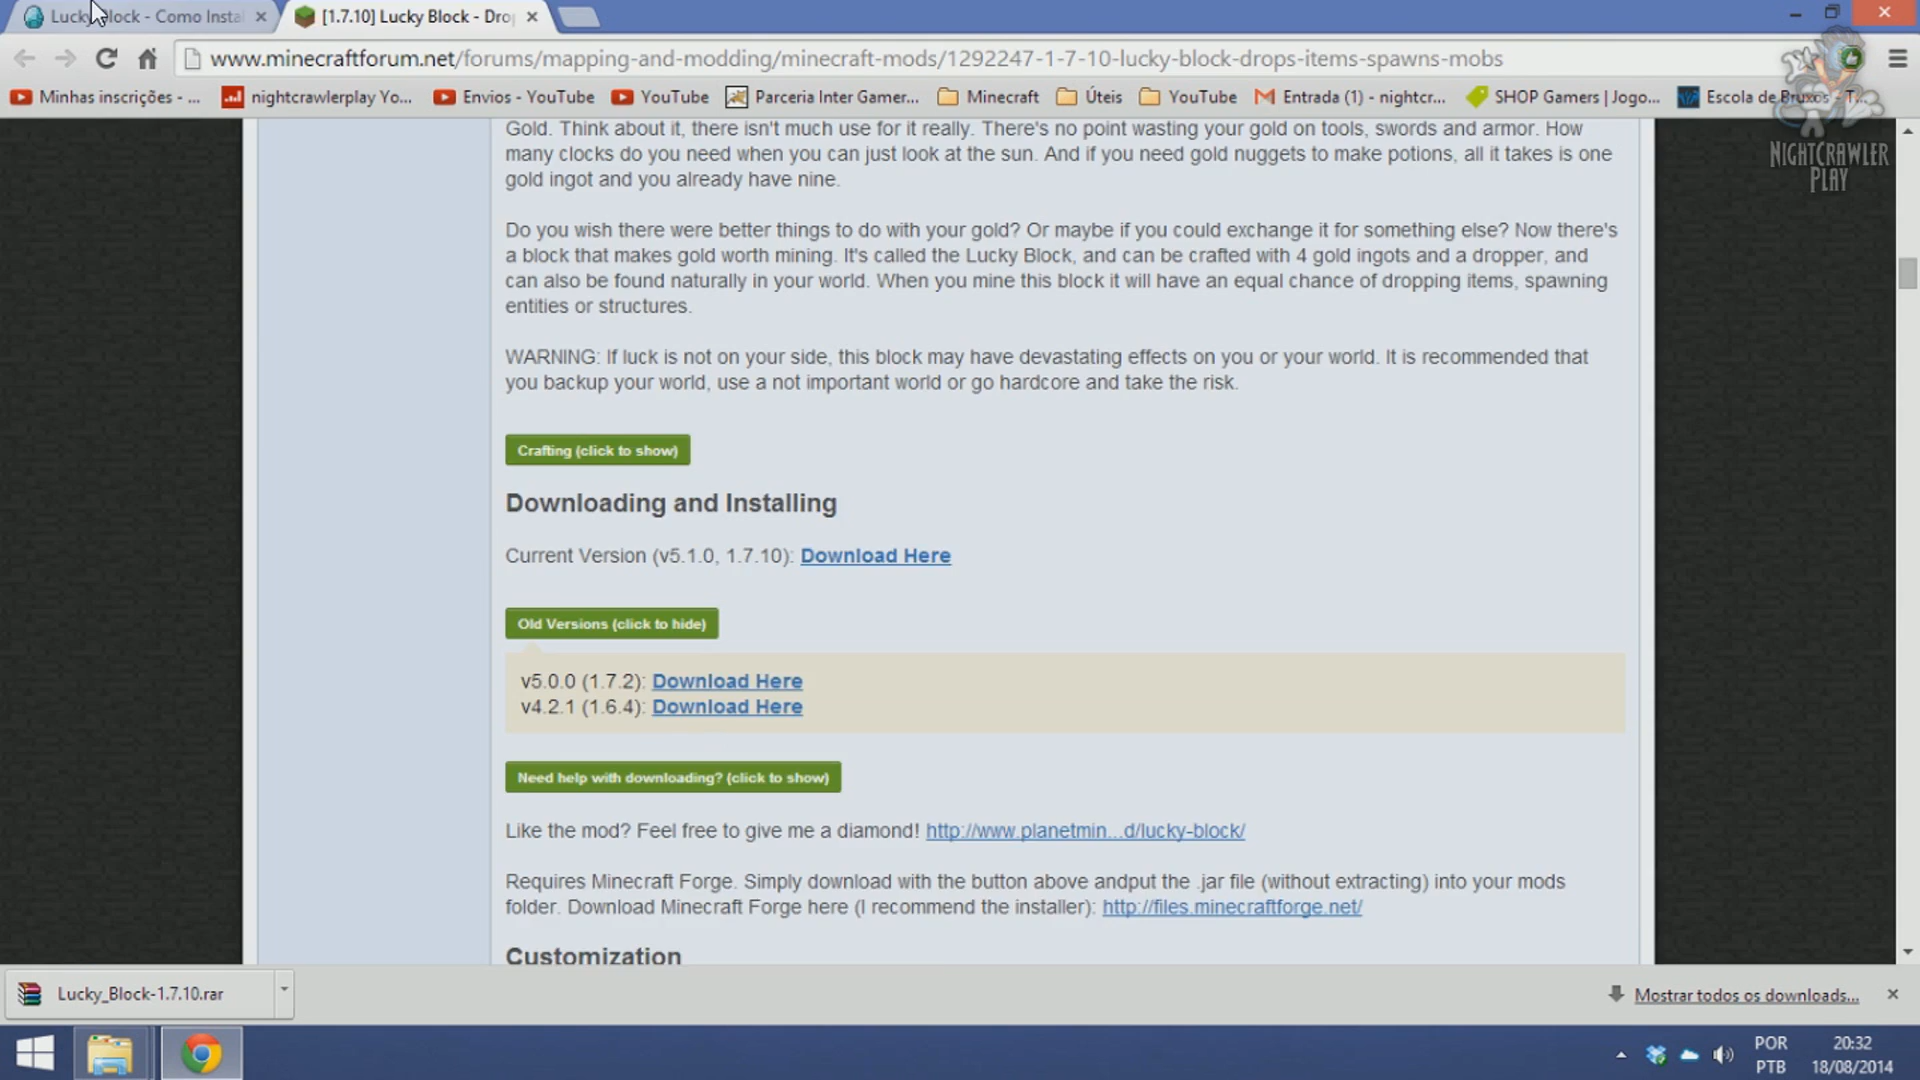 Lucky Block - Como Instal
[1.7.10] Lucky Block - Drop
www.minecraftforum.net/forums/mapping-and-modding/minecraft-mods/1292247-1-7-10-lucky-block-drops-items-spawns-mobs
Minhas inscrições - ... nightcrawlerplay Yo... Envios - YouTube YouTube Parceria Inter Gamer... Minecraft Úteis YouTube Entrada (1) - nightcr... SHOP Gamers | Jogo... Escola de Bruxos - T...
NIGHTCRAWLER
PLAY
Gold. Think about it, there isn't much use for it really. There's no point wasting your gold on tools, swords and armor. How
many clocks do you need when you can just look at the sun. And if you need gold nuggets to make potions, all it takes is one
gold ingot and you already have nine.
Do you wish there were better things to do with your gold? Or maybe if you could exchange it for something else? Now there's
a block that makes gold worth mining. It's called the Lucky Block, and can be crafted with 4 gold ingots and a dropper, and
can also be found naturally in your world. When you mine this block it will have an equal chance of dropping items, spawning
entities or structures.
WARNING: If luck is not on your side, this block may have devastating effects on you or your world. It is recommended that
you backup your world, use a not important world or go hardcore and take the risk.
Crafting (click to show)
Downloading and Installing
Current Version (v5.1.0, 1.7.10): Download Here
Old Versions (click to hide)
v5.0.0 (1.7.2): Download Here
v4.2.1 (1.6.4): Download Here
Need help with downloading? (click to show)
Like the mod? Feel free to give me a diamond! http://www.planetmin...d/lucky-block/
Requires Minecraft Forge. Simply download with the button above andput the .jar file (without extracting) into your mods
folder. Download Minecraft Forge here (I recommend the installer): http://files.minecraftforge.net/
Customization
Lucky_Block-1.7.10.rar
Mostrar todos os downloads...
POR 20:32
PTB 18/08/2014